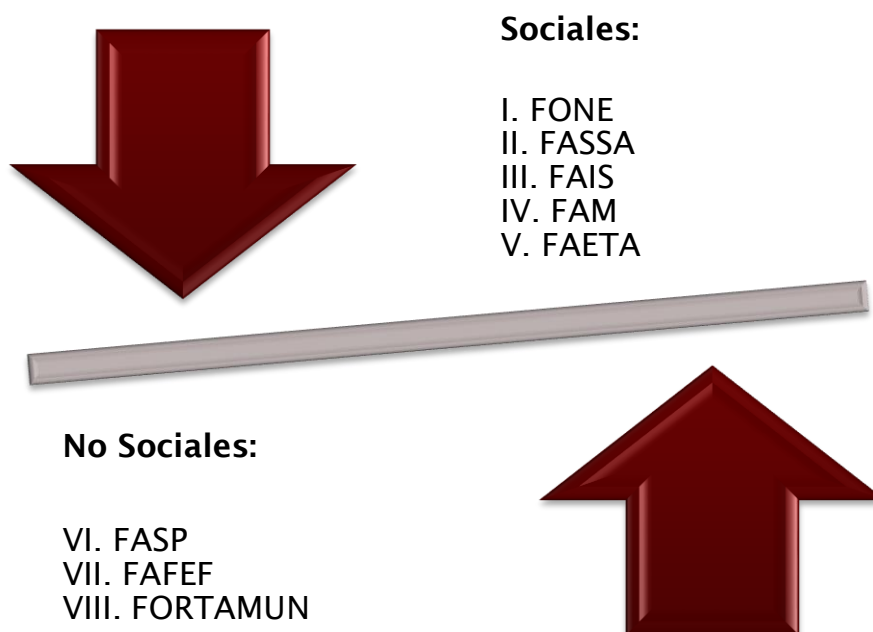 Sociales:
I. FONE
II. FASSA
III. FAIS
IV. FAM
V. FAETA
No Sociales:
VI. FASP
VII. FAFEF
VIII. FORTAMUN